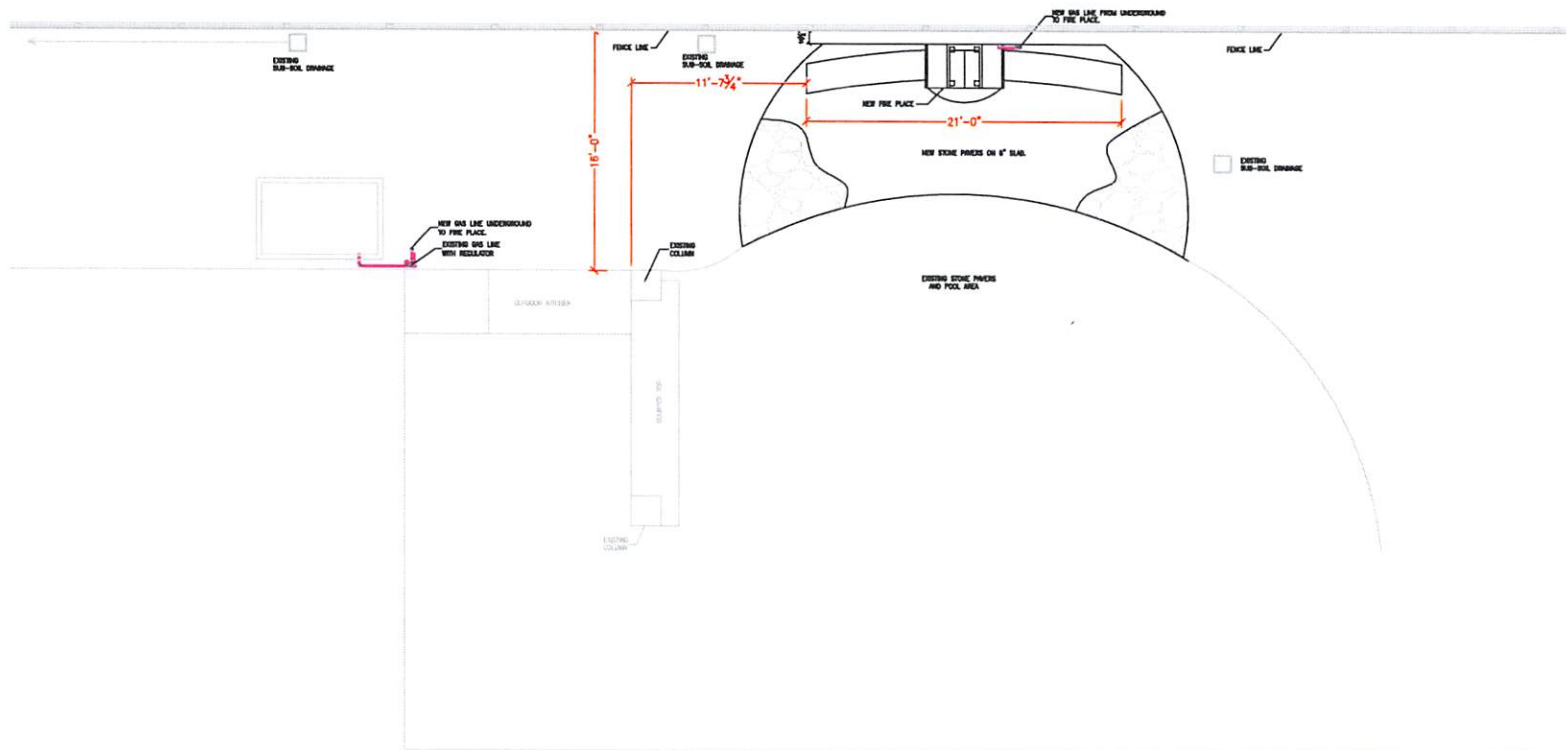 NEW GAS LINE FROM UNDERGROUND
TO FIRE PLACE.
FENCE LINE
EXISTING
SUB-SOIL DRAINAGE
EXISTING
SUB-SOIL DRAINAGE
FENCE LINE
11'-7 3/4"
NEW FIRE PLACE
21'-0"
16'-0"
NEW STONE PAVERS ON 6" SLAB.
EXISTING
SUB-SOIL DRAINAGE
NEW GAS LINE UNDERGROUND
TO FIRE PLACE.
EXISTING GAS LINE
WITH REGULATOR
EXISTING
COLUMN
EXISTING STONE PAVERS
AND POOL AREA
OUTDOOR KITCHEN
COUNTER TOP
EXISTING
COLUMN